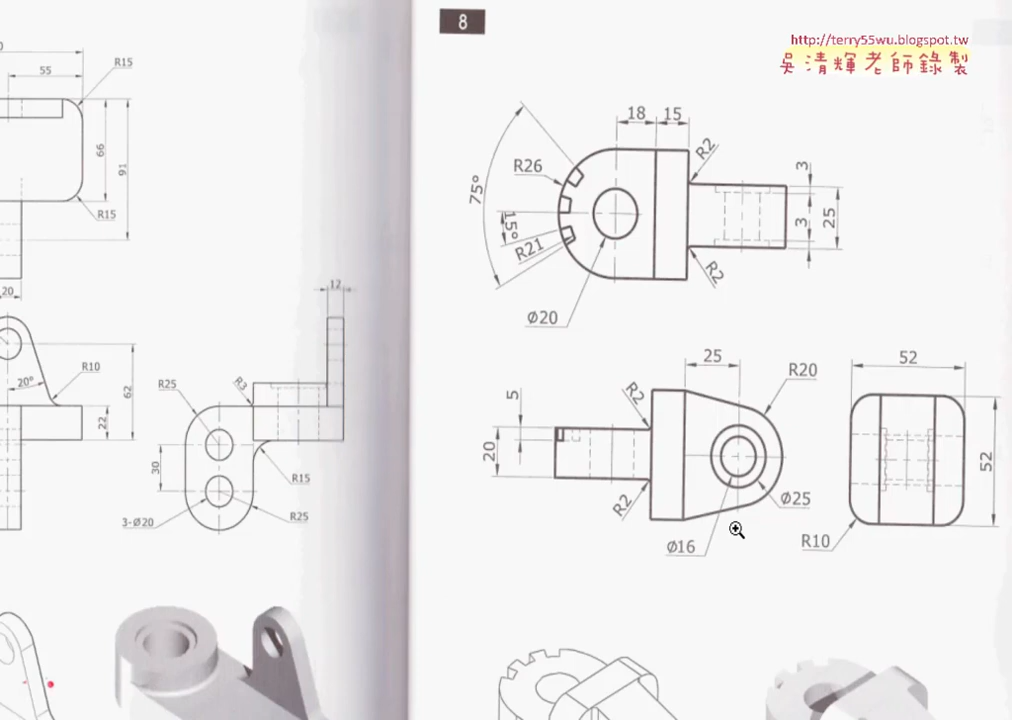 8
http://terry55wu.blogspot.tw
吳清輝老師錄製
55
R15
66
91
R15
20
12
20°
R10
62
22
R25
R3
30
R15
R25
3-Ø20
18
15
R2
R26
3
75°
15°
3
25
R21
R2
Ø20
25
52
R20
R2
5
20
52
Ø25
R2
R10
Ø16